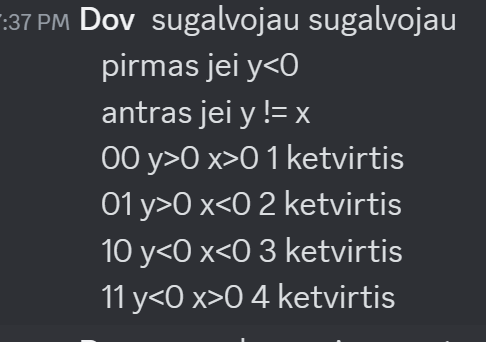 :37 PM Dov sugalvojau sugalvojau
pirmas jei y<0
antras jei y != x
00 y>0 x>0 1 ketvirtis
01 y>0 x<0 2 ketvirtis
10 y<0 x<0 3 ketvirtis
11 y<0 x>0 4 ketvirtis